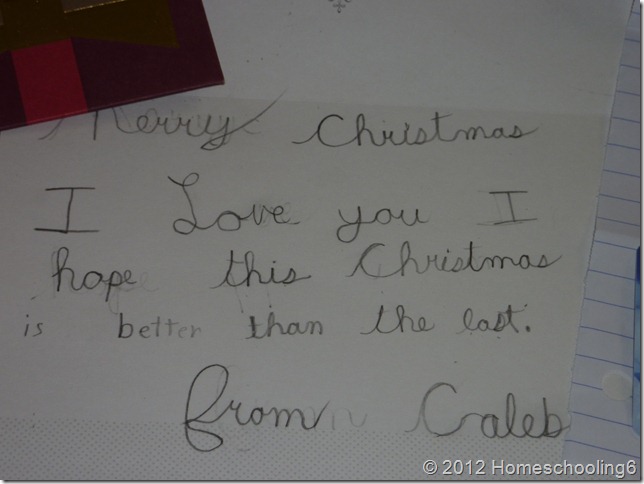 Merry Christmas
I Love you I
hope this Christmas
is better than the last.
from Caleb
© 2012 Homeschooling6